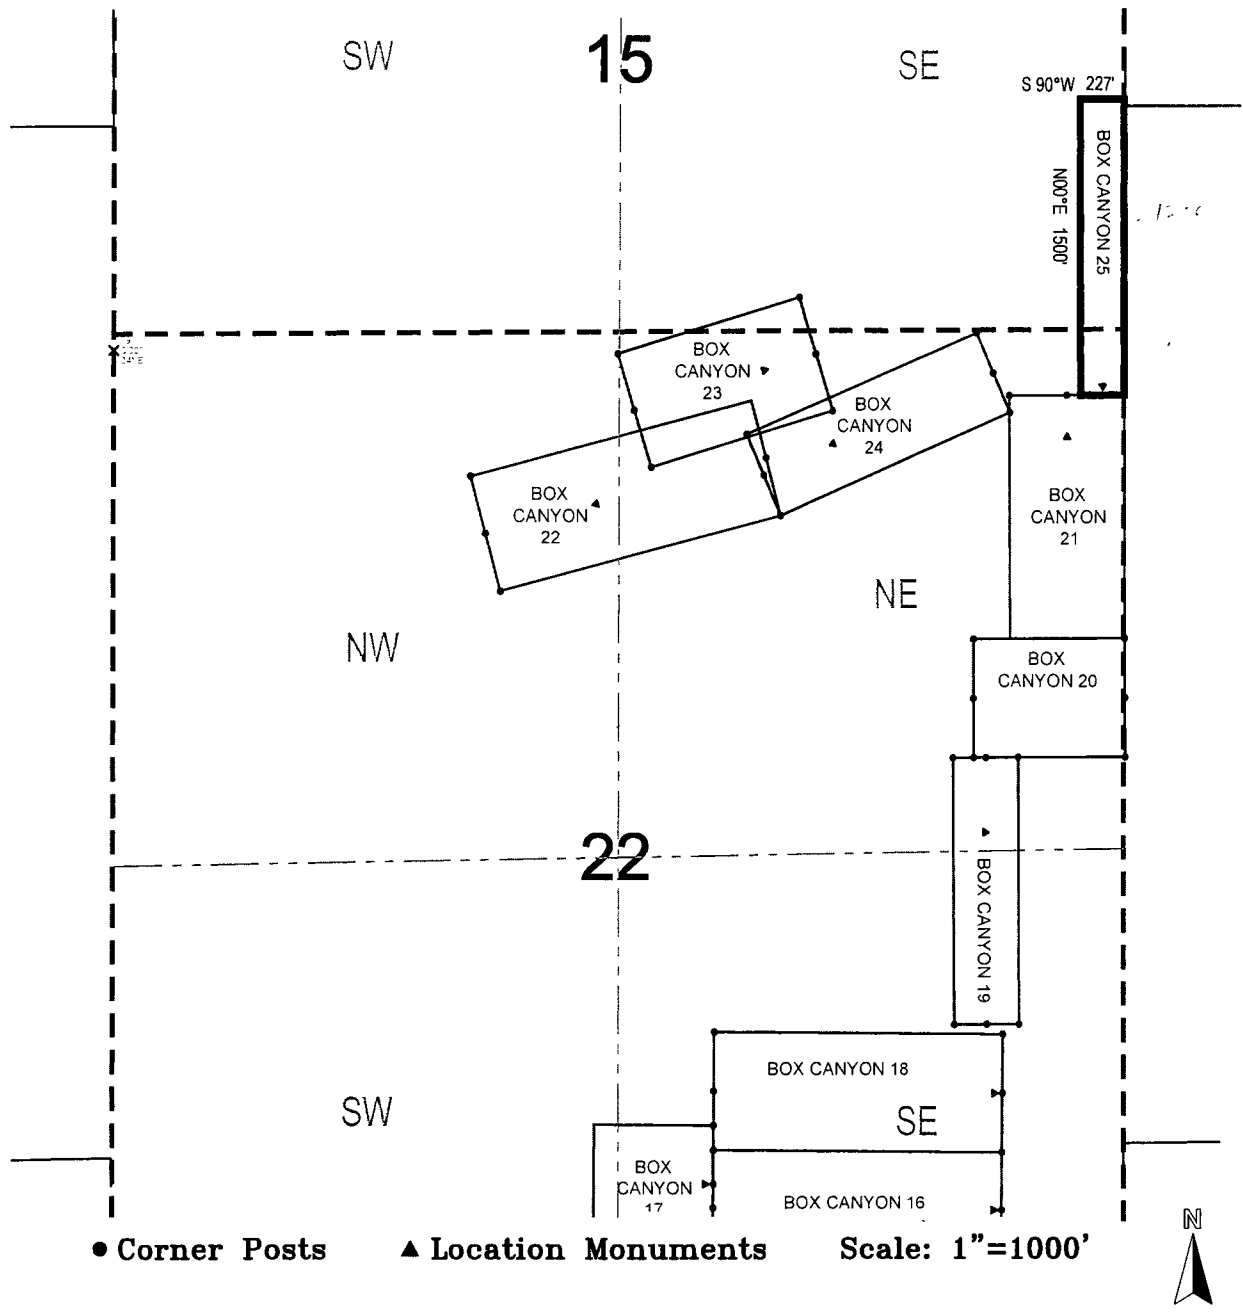 SW
15
SE
S 90°W 227'
BOX CANYON 25
N00°E 1500'
BOX
CANYON
23
BOX
CANYON
24
BOX
CANYON
22
BOX
CANYON
21
NE
NW
BOX
CANYON 20
22
BOX CANYON 19
BOX CANYON 18
SW
SE
BOX
CANYON
17
BOX CANYON 16
N
Corner Posts
Location Monuments
Scale: 1"=1000'